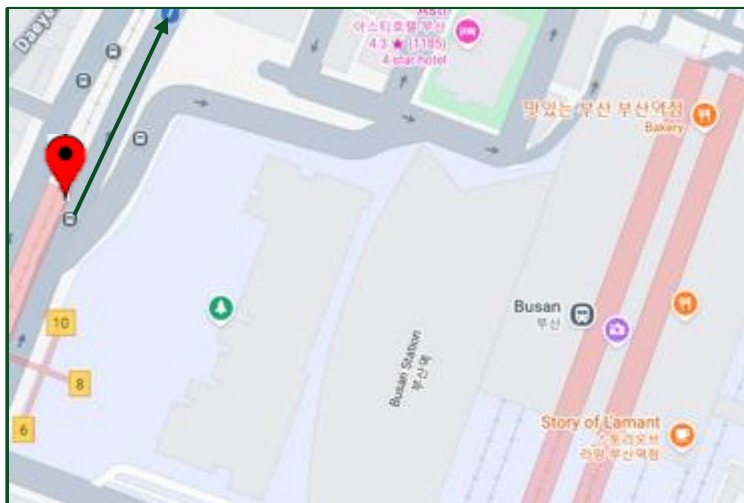 아스티호텔 부산
4.3 ★ (1185)
4-star hotel
맛있는 부산 부산역점
Bakery
Busan
부산
Busan Station
부산역
10
8
6
Story of L'amant
스토리오브
라망 부산역점